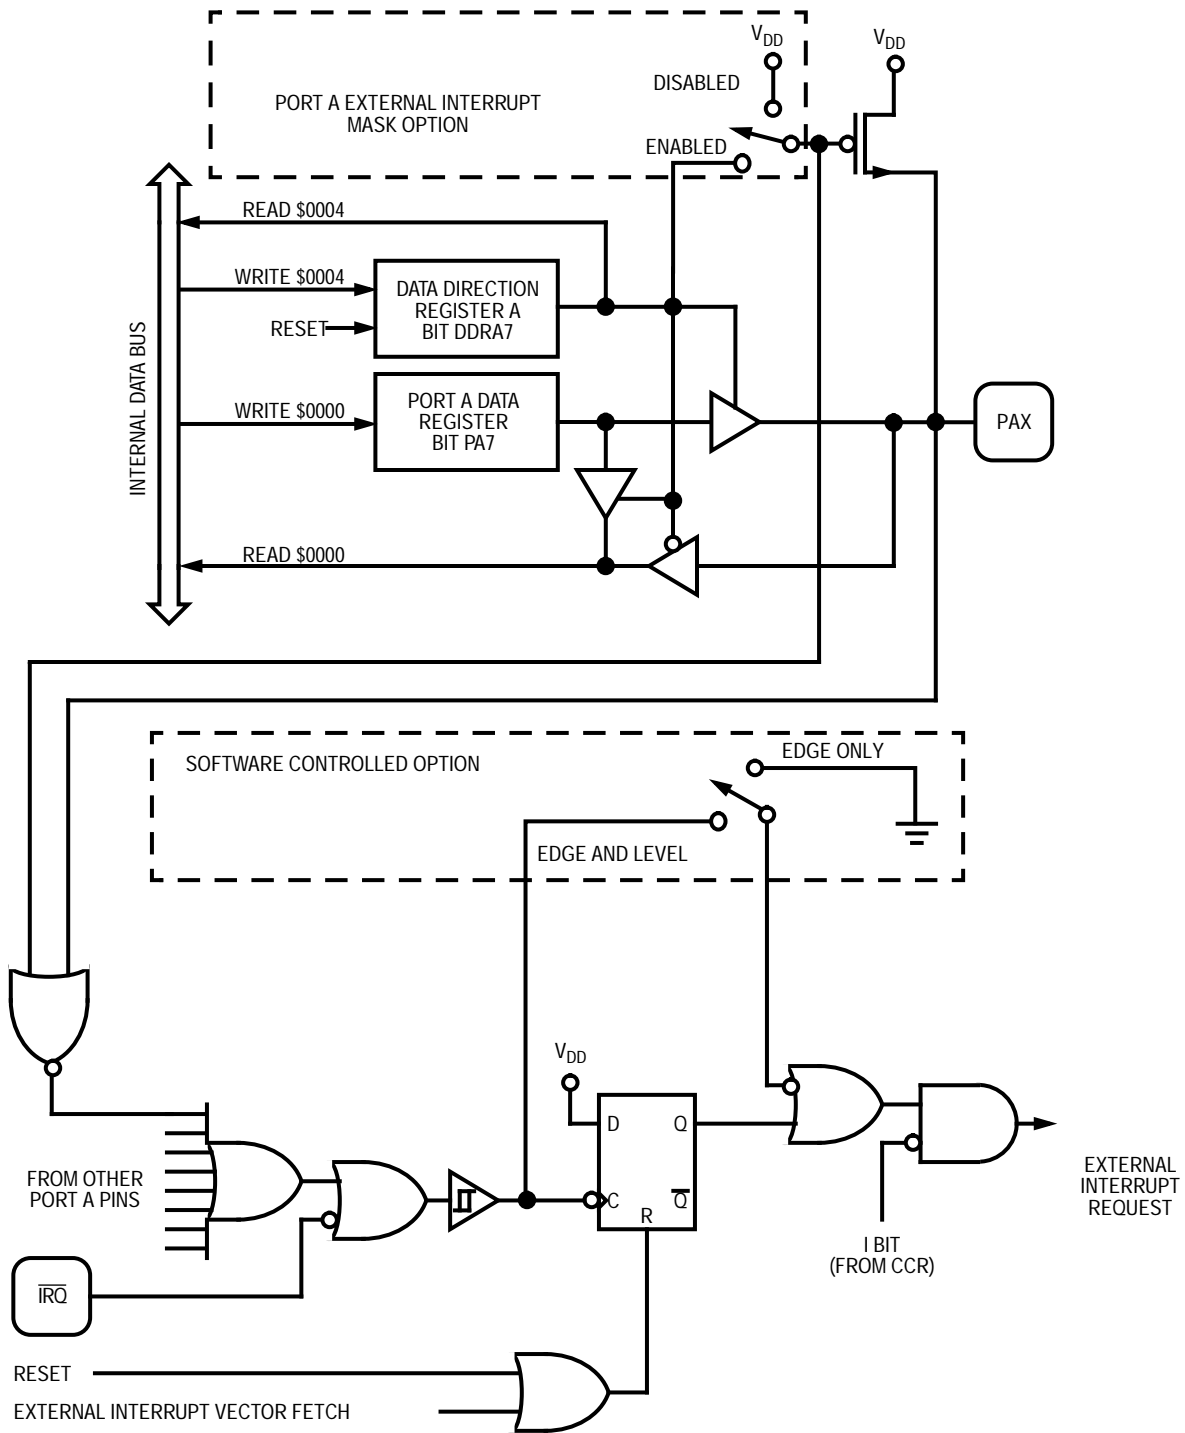 V_DD
V_DD
DISABLED
PORT A EXTERNAL INTERRUPT
MASK OPTION
ENABLED
READ $0004
WRITE $0004
DATA DIRECTION
REGISTER A
BIT DDRA7
RESET
INTERNAL DATA BUS
WRITE $0000
PORT A DATA
REGISTER
BIT PA7
PAX
READ $0000
SOFTWARE CONTROLLED OPTION
EDGE ONLY
EDGE AND LEVEL
V_DD
D
Q
C
Q̅
R
FROM OTHER
PORT A PINS
EXTERNAL
INTERRUPT
REQUEST
I BIT
(FROM CCR)
I̅R̅Q̅
RESET
EXTERNAL INTERRUPT VECTOR FETCH